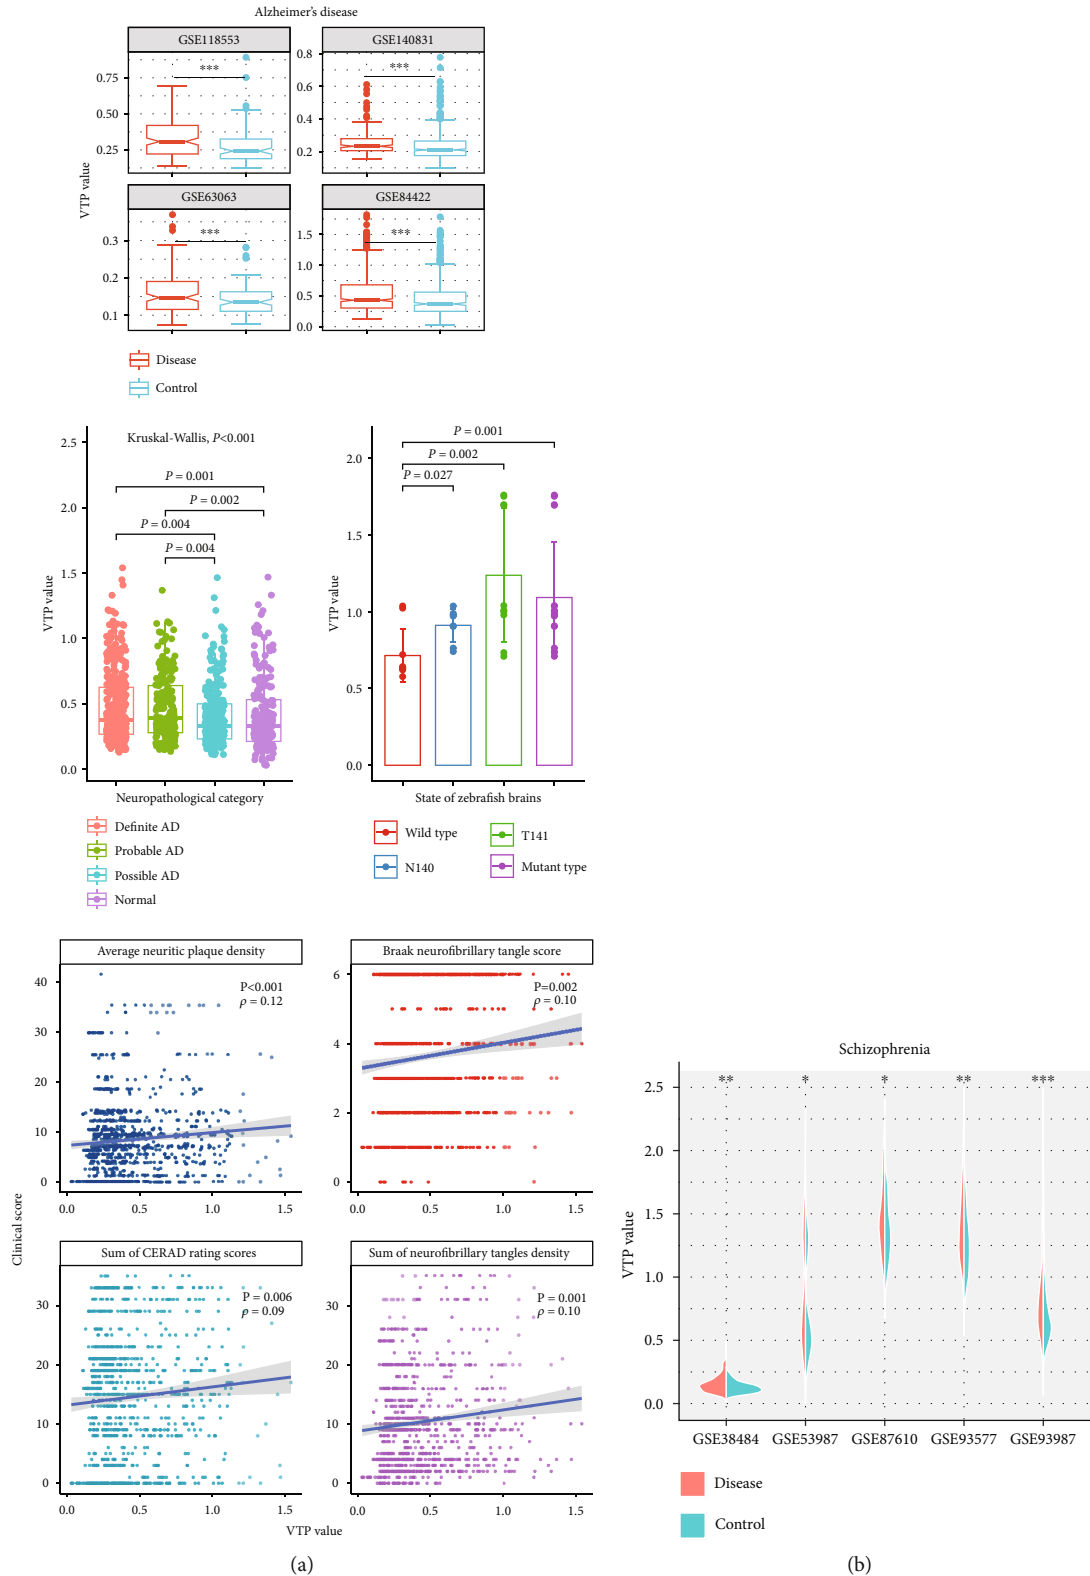 Alzheimer's disease
GSE118553
GSE140831
0.75
0.50
0.25
***
0.8
0.6
0.4
0.2
***
VTP value
GSE63063
GSE84422
0.3
0.2
0.1
***
1.5
1.0
0.5
0.0
***
Disease
Control
Kruskal-Wallis, P<0.001
P = 0.001
P = 0.002
P = 0.004
P = 0.004
2.5
2.0
1.5
1.0
0.5
0.0
VTP value
Neuropathological category
Definite AD
Probable AD
Possible AD
Normal
P = 0.001
P = 0.002
P = 0.027
2.0
1.5
1.0
0.5
0.0
VTP value
State of zebrafish brains
Wild type
T141
N140
Mutant type
Average neuritic plaque density
P<0.001
ρ = 0.12
40
30
20
10
0
0.0 0.5 1.0 1.5
Braak neurofibrillary tangle score
P=0.002
ρ = 0.10
6
4
2
0
0.0 0.5 1.0 1.5
Clinical score
Sum of CERAD rating scores
P = 0.006
ρ = 0.09
30
20
10
0
0.0 0.5 1.0 1.5
Sum of neurofibrillary tangles density
P = 0.001
ρ = 0.10
30
20
10
0
0.0 0.5 1.0 1.5
VTP value
(a)
Schizophrenia
** * * ** ***
2.5
2.0
1.5
1.0
0.5
0.0
VTP value
GSE38484 GSE53987 GSE87610 GSE93577 GSE93987
Disease
Control
(b)